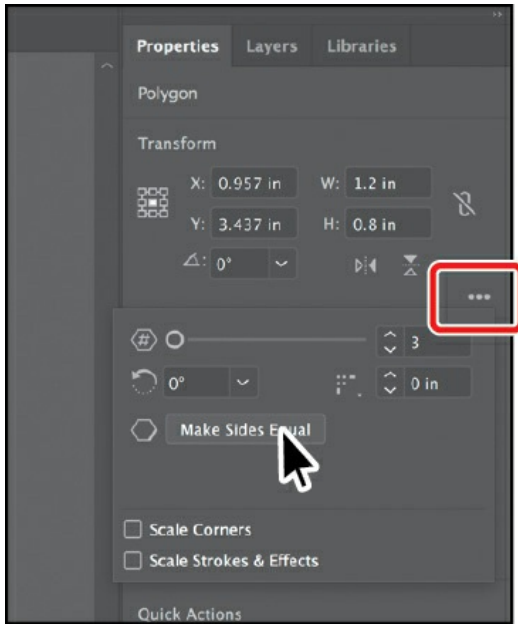 Properties Layers Libraries
Polygon
Transform
X: 0.957 in W: 1.2 in
Y: 3.437 in H: 0.8 in
: 0°
# 3
0° 0 in
Make Sides Equal
Scale Corners
Scale Strokes & Effects
Quick Actions